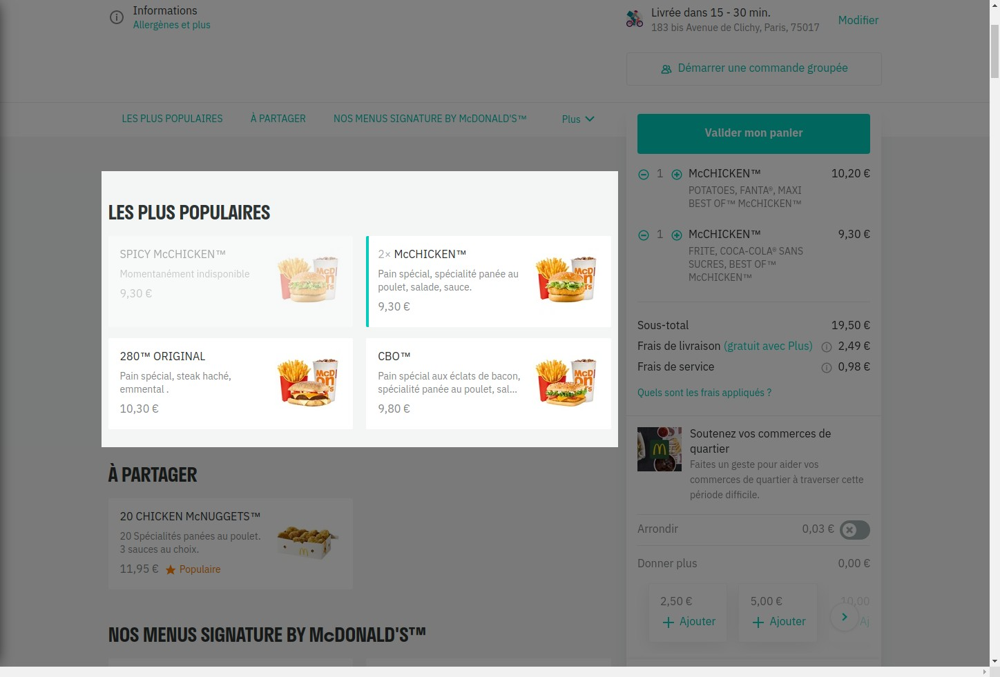 Informations
Allergènes et plus
Livrée dans 15 - 30 min.
183 bis Avenue de Clichy, Paris, 75017
Modifier
Démarrer une commande groupée
LES PLUS POPULAIRES
À PARTAGER
NOS MENUS SIGNATURE BY McDONALD'S™
Plus
LES PLUS POPULAIRES
SPICY McCHICKEN™
Momentanément indisponible
9,30 €
2× McCHICKEN™
Pain spécial, spécialité panée au
poulet, salade, sauce.
9,30 €
280™ ORIGINAL
Pain spécial, steak haché,
emmental .
10,30 €
CBO™
Pain spécial aux éclats de bacon,
spécialité panée au poulet, sal...
9,80 €
À PARTAGER
20 CHICKEN McNUGGETS™
20 Spécialités panées au poulet.
3 sauces au choix.
11,95 € Populaire
NOS MENUS SIGNATURE BY McDONALD'S™
Valider mon panier
1 McCHICKEN™ 10,20 €
POTATOES, FANTA®, MAXI
BEST OF™ McCHICKEN™
1 McCHICKEN™ 9,30 €
FRITE, COCA-COLA® SANS
SUCRES, BEST OF™
McCHICKEN™
Sous-total 19,50 €
Frais de livraison (gratuit avec Plus) 2,49 €
Frais de service 0,98 €
Quels sont les frais appliqués ?
Soutenez vos commerces de
quartier
Faites un geste pour aider vos
commerces de quartier à traverser cette
période difficile.
Arrondir 0,03 €
Donner plus 0,00 €
2,50 € 5,00 € 10,00
Ajouter Ajouter Aj